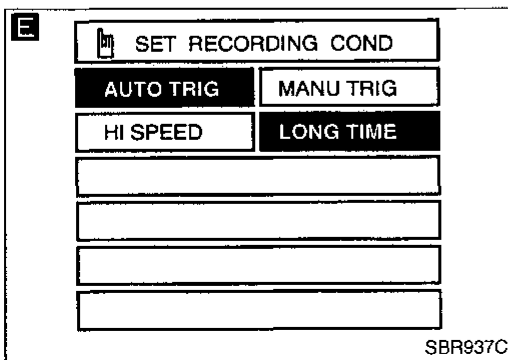 E
SET RECORDING COND
AUTO TRIG MANU TRIG
HI SPEED LONG TIME
SBR937C